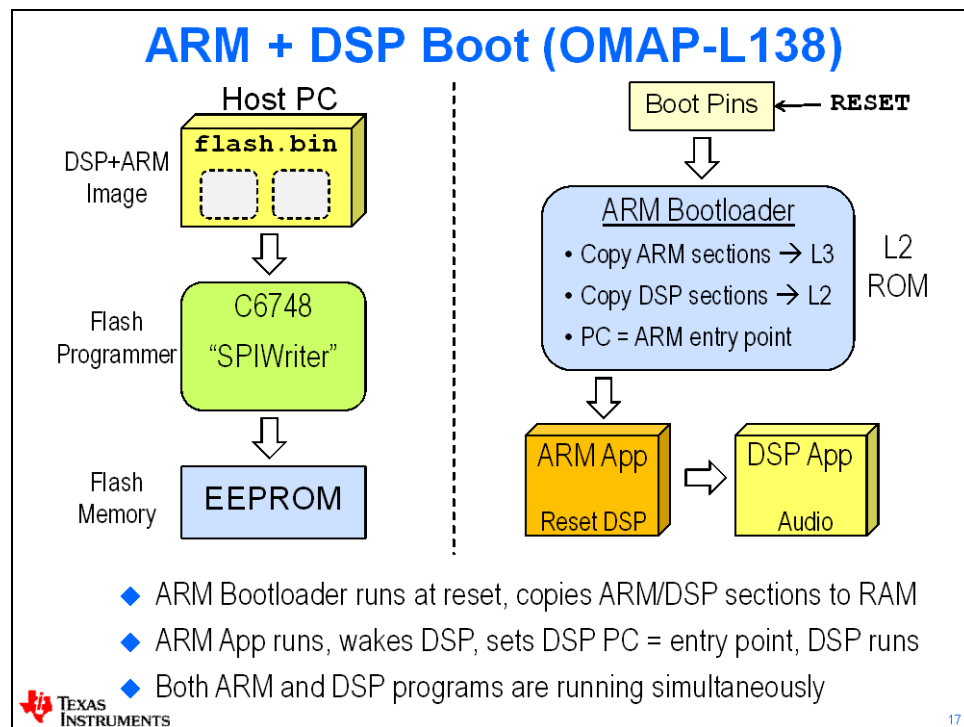 ARM + DSP Boot (OMAP-L138)
Host PC
flash.bin
DSP+ARM
Image
C6748
"SPIWriter"
Flash
Programmer
EEPROM
Flash
Memory
Boot Pins
RESET
ARM Bootloader
• Copy ARM sections → L3
• Copy DSP sections → L2
• PC = ARM entry point
L2
ROM
ARM App
Reset DSP
DSP App
Audio
◆ ARM Bootloader runs at reset, copies ARM/DSP sections to RAM
◆ ARM App runs, wakes DSP, sets DSP PC = entry point, DSP runs
◆ Both ARM and DSP programs are running simultaneously
TEXAS
INSTRUMENTS
17